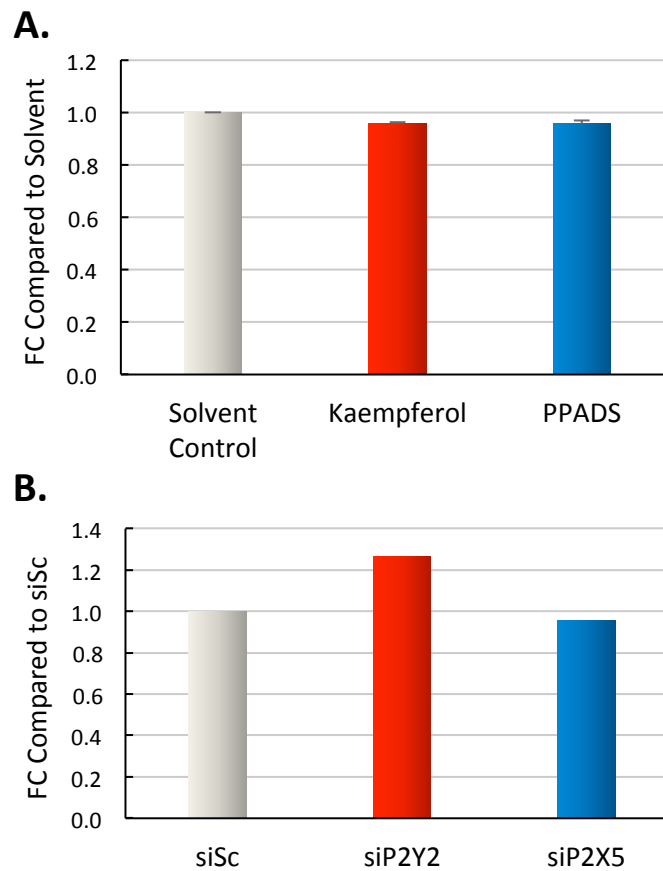 A.
FC Compared to Solvent
1.2
1.0
0.8
0.6
0.4
0.2
0.0
Solvent
Control
Kaempferol
PPADS
B.
FC Compared to siSc
1.4
1.2
1.0
0.8
0.6
0.4
0.2
0.0
siSc
siP2Y2
siP2X5